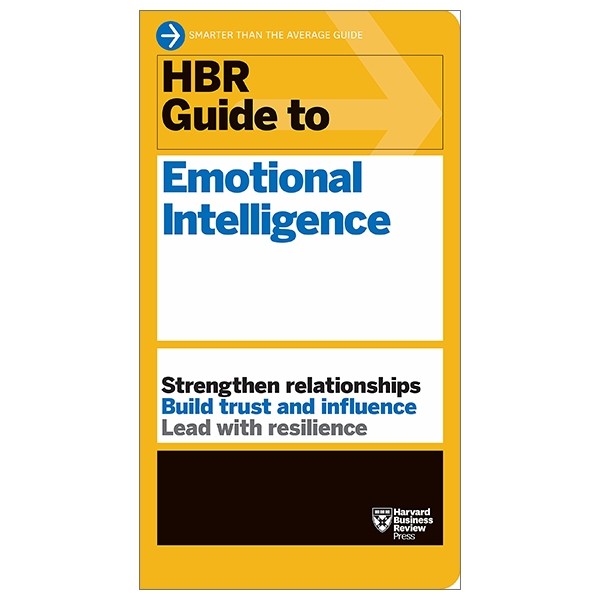 SMARTER THAN THE AVERAGE GUIDE
HBR
Guide to
Emotional
Intelligence
Strengthen relationships
Build trust and influence
Lead with resilience
Harvard
Business
Review
Press